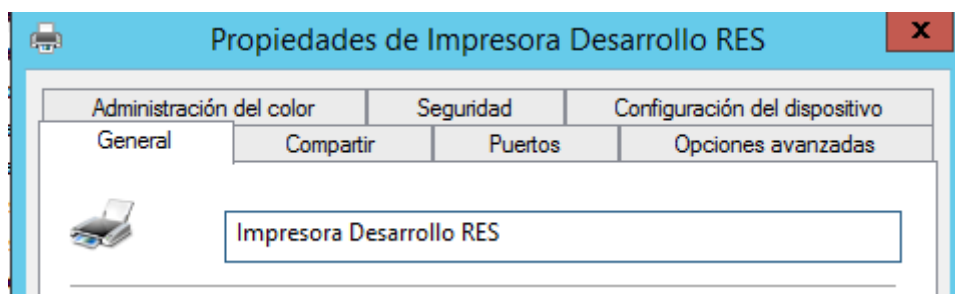 Propiedades de Impresora Desarrollo RES
x
Administración del color Seguridad Configuración del dispositivo
General Compartir Puertos Opciones avanzadas
Impresora Desarrollo RES